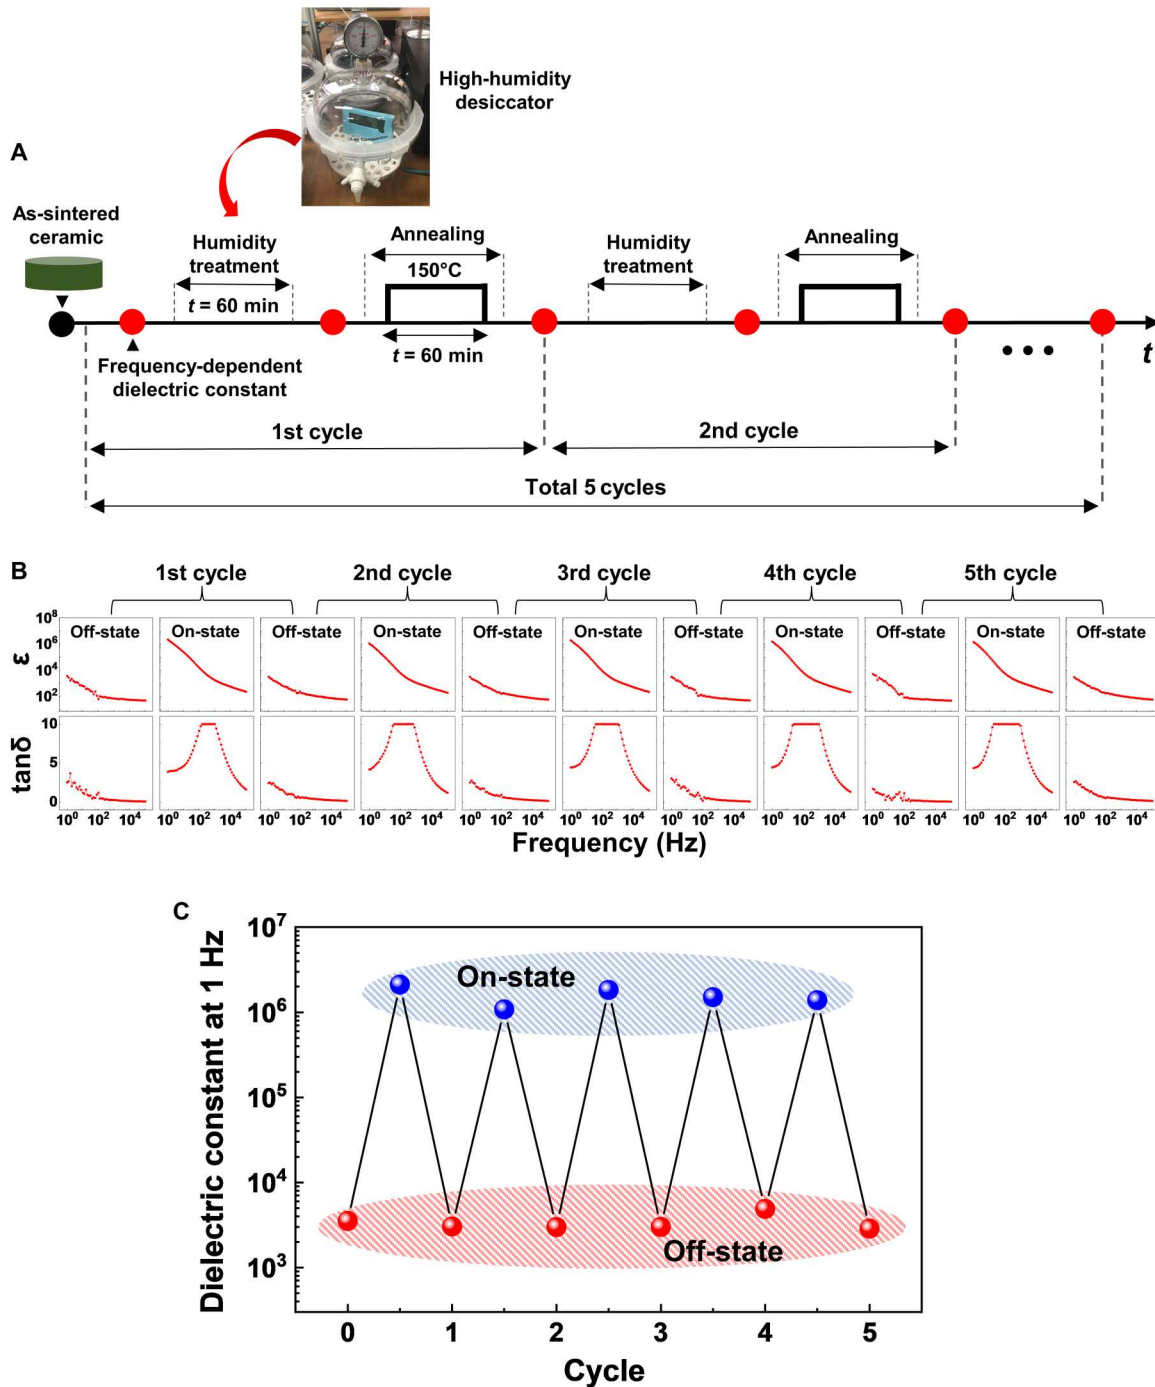 High-humidity
desiccator
A
As-sintered
ceramic
Humidity
treatment
t = 60 min
Annealing
150°C
t = 60 min
Humidity
treatment
Annealing
t
Frequency-dependent
dielectric constant
1st cycle
2nd cycle
Total 5 cycles
B
1st cycle 2nd cycle 3rd cycle 4th cycle 5th cycle
10⁸
10⁶
10⁴
10²
ε
Off-state On-state Off-state On-state Off-state On-state Off-state On-state Off-state On-state Off-state
10
5
0
tanδ
10⁰ 10² 10⁴ 10⁰ 10² 10⁴ 10⁰ 10² 10⁴ 10⁰ 10² 10⁴ 10⁰ 10² 10⁴ 10⁰ 10² 10⁴ 10⁰ 10² 10⁴ 10⁰ 10² 10⁴ 10⁰ 10² 10⁴ 10⁰ 10² 10⁴ 10⁰ 10² 10⁴
Frequency (Hz)
C
Dielectric constant at 1 Hz
10⁷
10⁶
10⁵
10⁴
10³
On-state
Off-state
0 1 2 3 4 5
Cycle